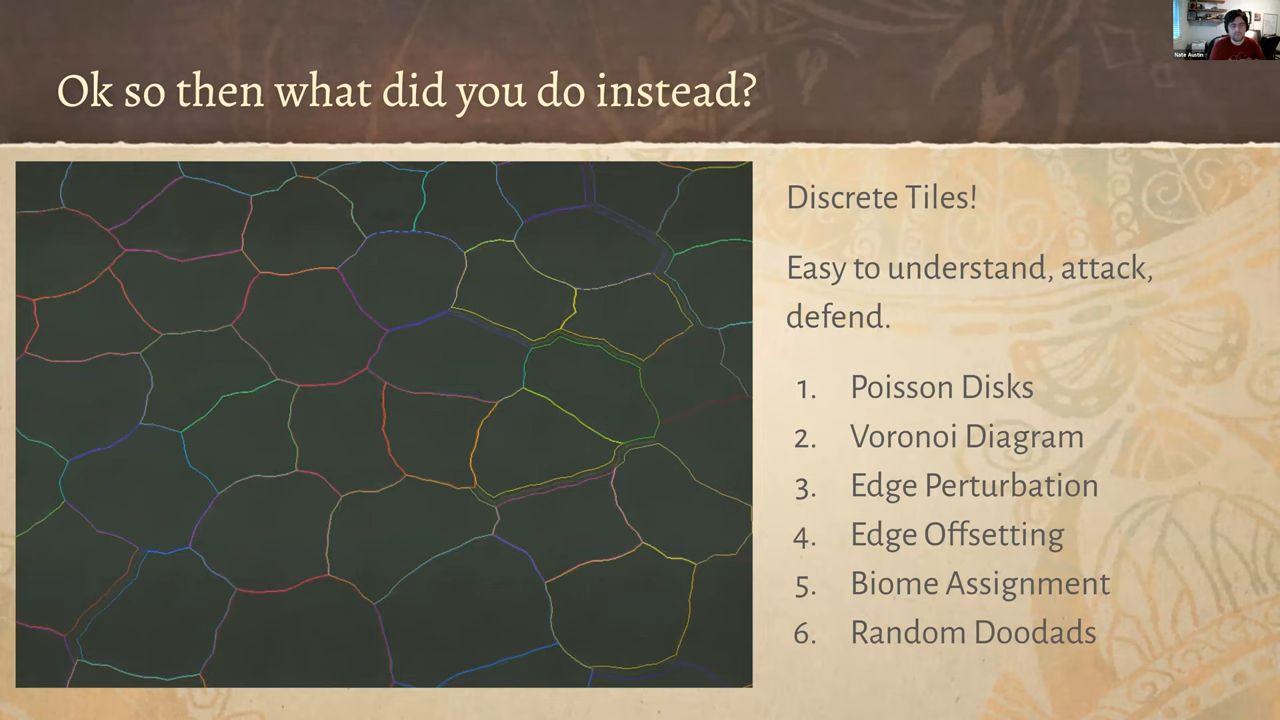 Ok so then what did you do instead?
Nate Austin
Discrete Tiles!
Easy to understand, attack,
defend.
1. Poisson Disks
2. Voronoi Diagram
3. Edge Perturbation
4. Edge Offsetting
5. Biome Assignment
6. Random Doodads